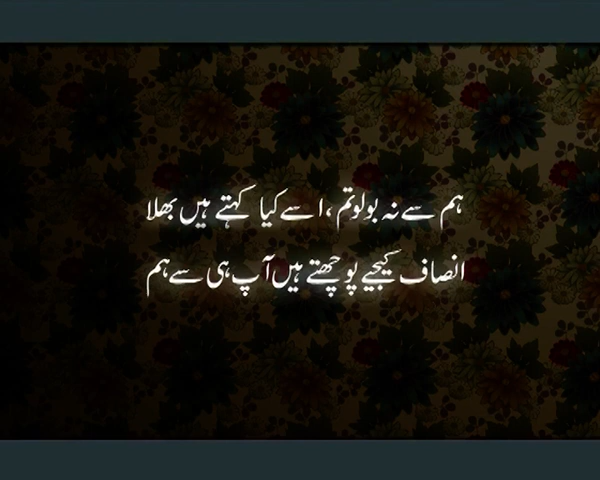 ہم سے نہ بولو تم ، اسے کیا کہتے ہیں بھلا
انصاف کیجیے پوچھتے ہیں آپ ہی سے ہم